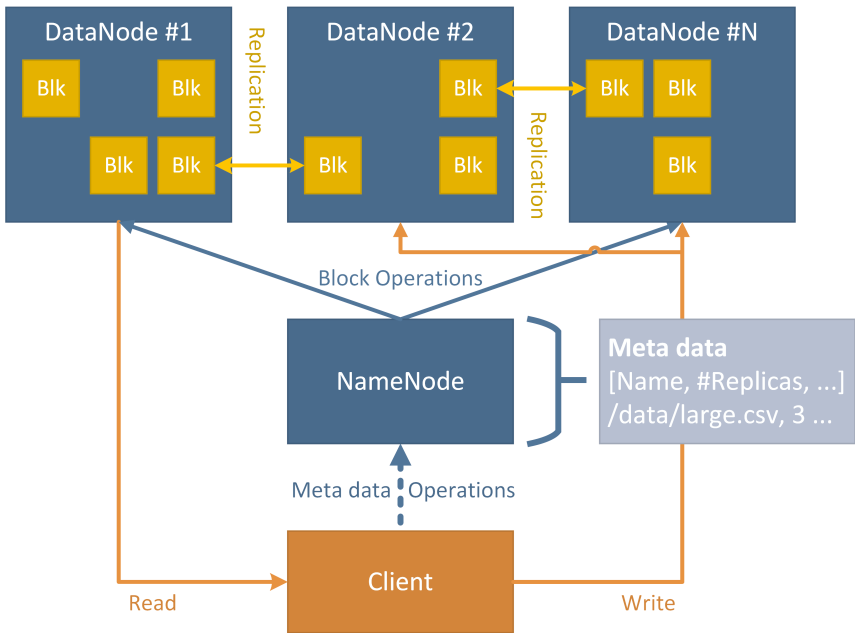 DataNode #1
DataNode #2
DataNode #N
Replication
Blk
Blk
Blk
Blk
Blk
Blk
Blk
Blk
Replication
Blk
Blk
Blk
Block Operations
NameNode
Meta data
[Name, #Replicas, ...]
/data/large.csv, 3 ...
Meta data Operations
Client
Read
Write